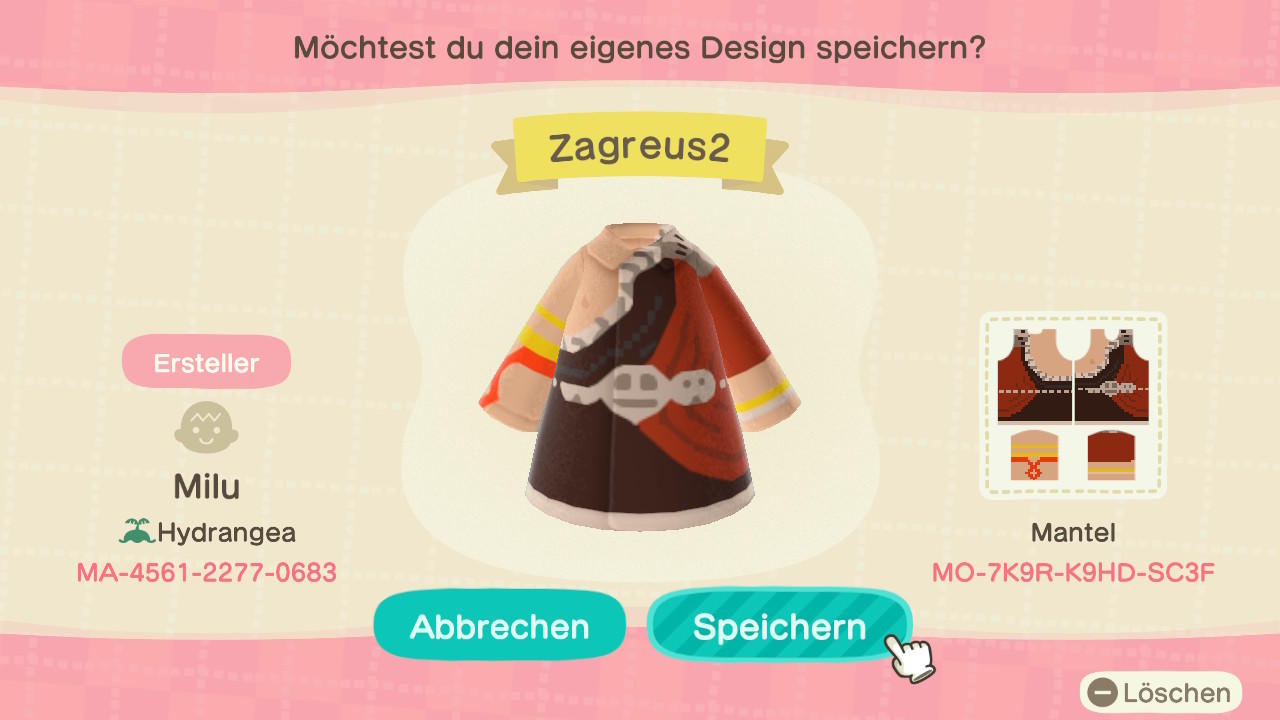 Möchtest du dein eigenes Design speichern?
Zagreus2
Ersteller
Milu
Hydrangea
MA-4561-2277-0683
Mantel
MO-7K9R-K9HD-SC3F
Abbrechen
Speichern
Löschen